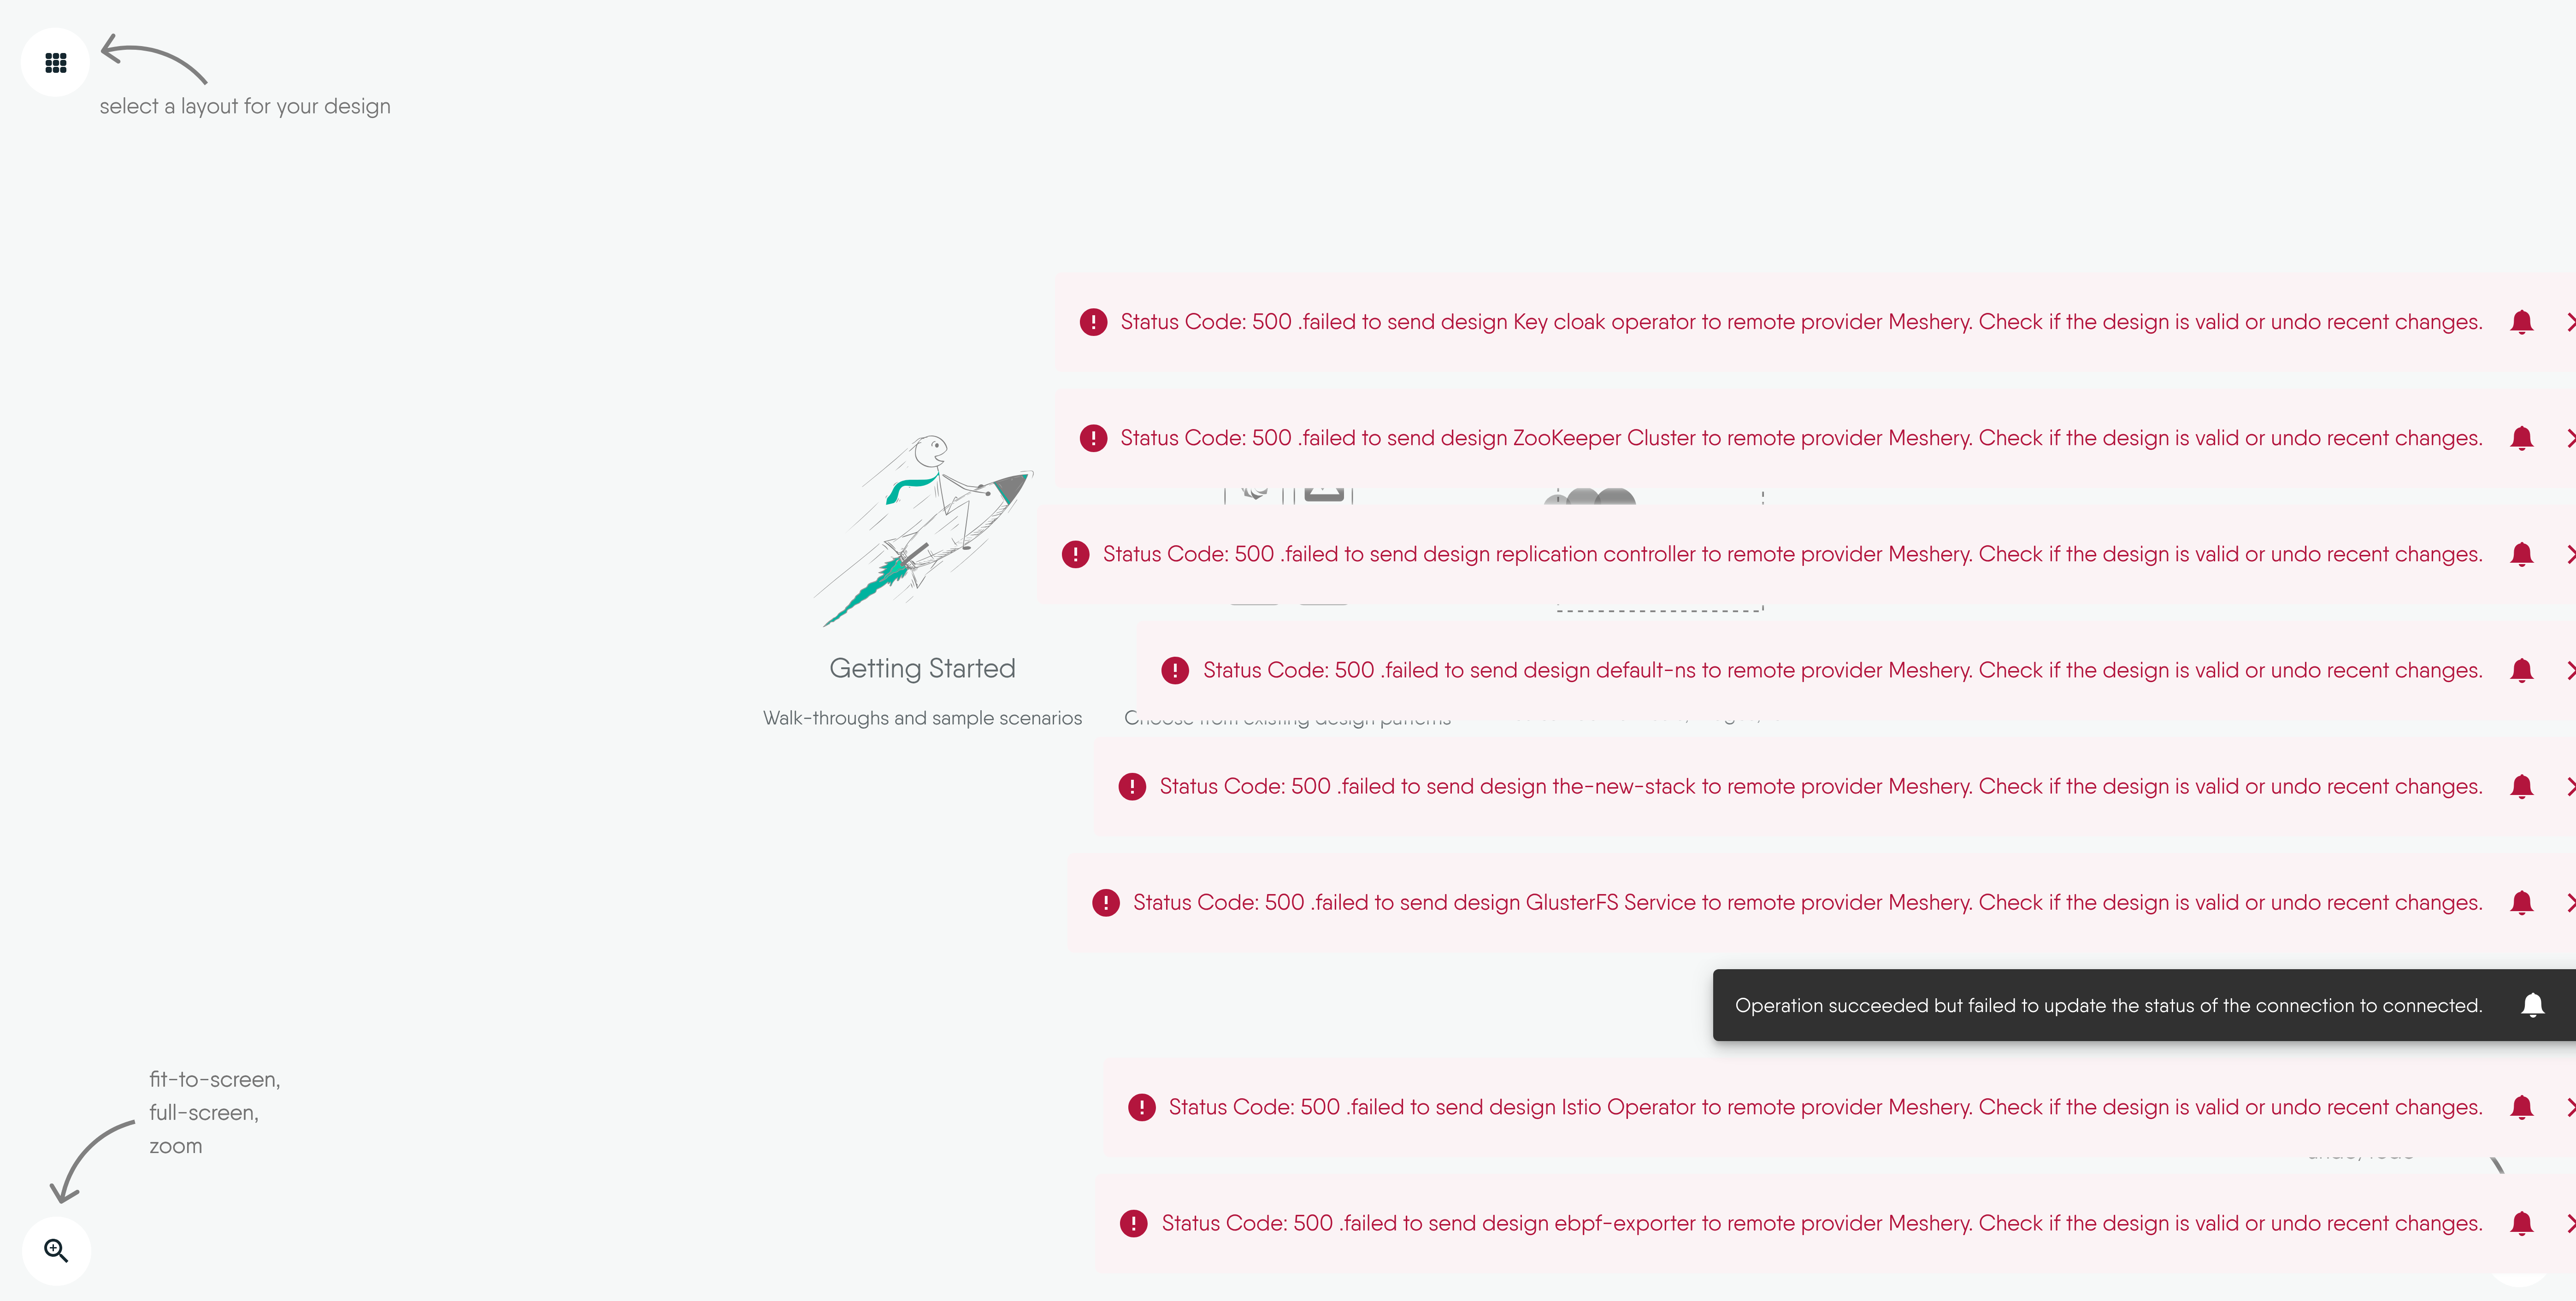 select a layout for your design
Status Code: 500 .failed to send design Key cloak operator to remote provider Meshery. Check if the design is valid or undo recent changes.
Status Code: 500 .failed to send design ZooKeeper Cluster to remote provider Meshery. Check if the design is valid or undo recent changes.
Status Code: 500 .failed to send design replication controller to remote provider Meshery. Check if the design is valid or undo recent changes.
Status Code: 500 .failed to send design default-ns to remote provider Meshery. Check if the design is valid or undo recent changes.
Getting Started
Walk-throughs and sample scenarios
Choose from existing design patterns
Status Code: 500 .failed to send design the-new-stack to remote provider Meshery. Check if the design is valid or undo recent changes.
Status Code: 500 .failed to send design GlusterFS Service to remote provider Meshery. Check if the design is valid or undo recent changes.
Operation succeeded but failed to update the status of the connection to connected.
fit-to-screen,
full-screen,
zoom
Status Code: 500 .failed to send design Istio Operator to remote provider Meshery. Check if the design is valid or undo recent changes.
undo/redo
Status Code: 500 .failed to send design ebpf-exporter to remote provider Meshery. Check if the design is valid or undo recent changes.